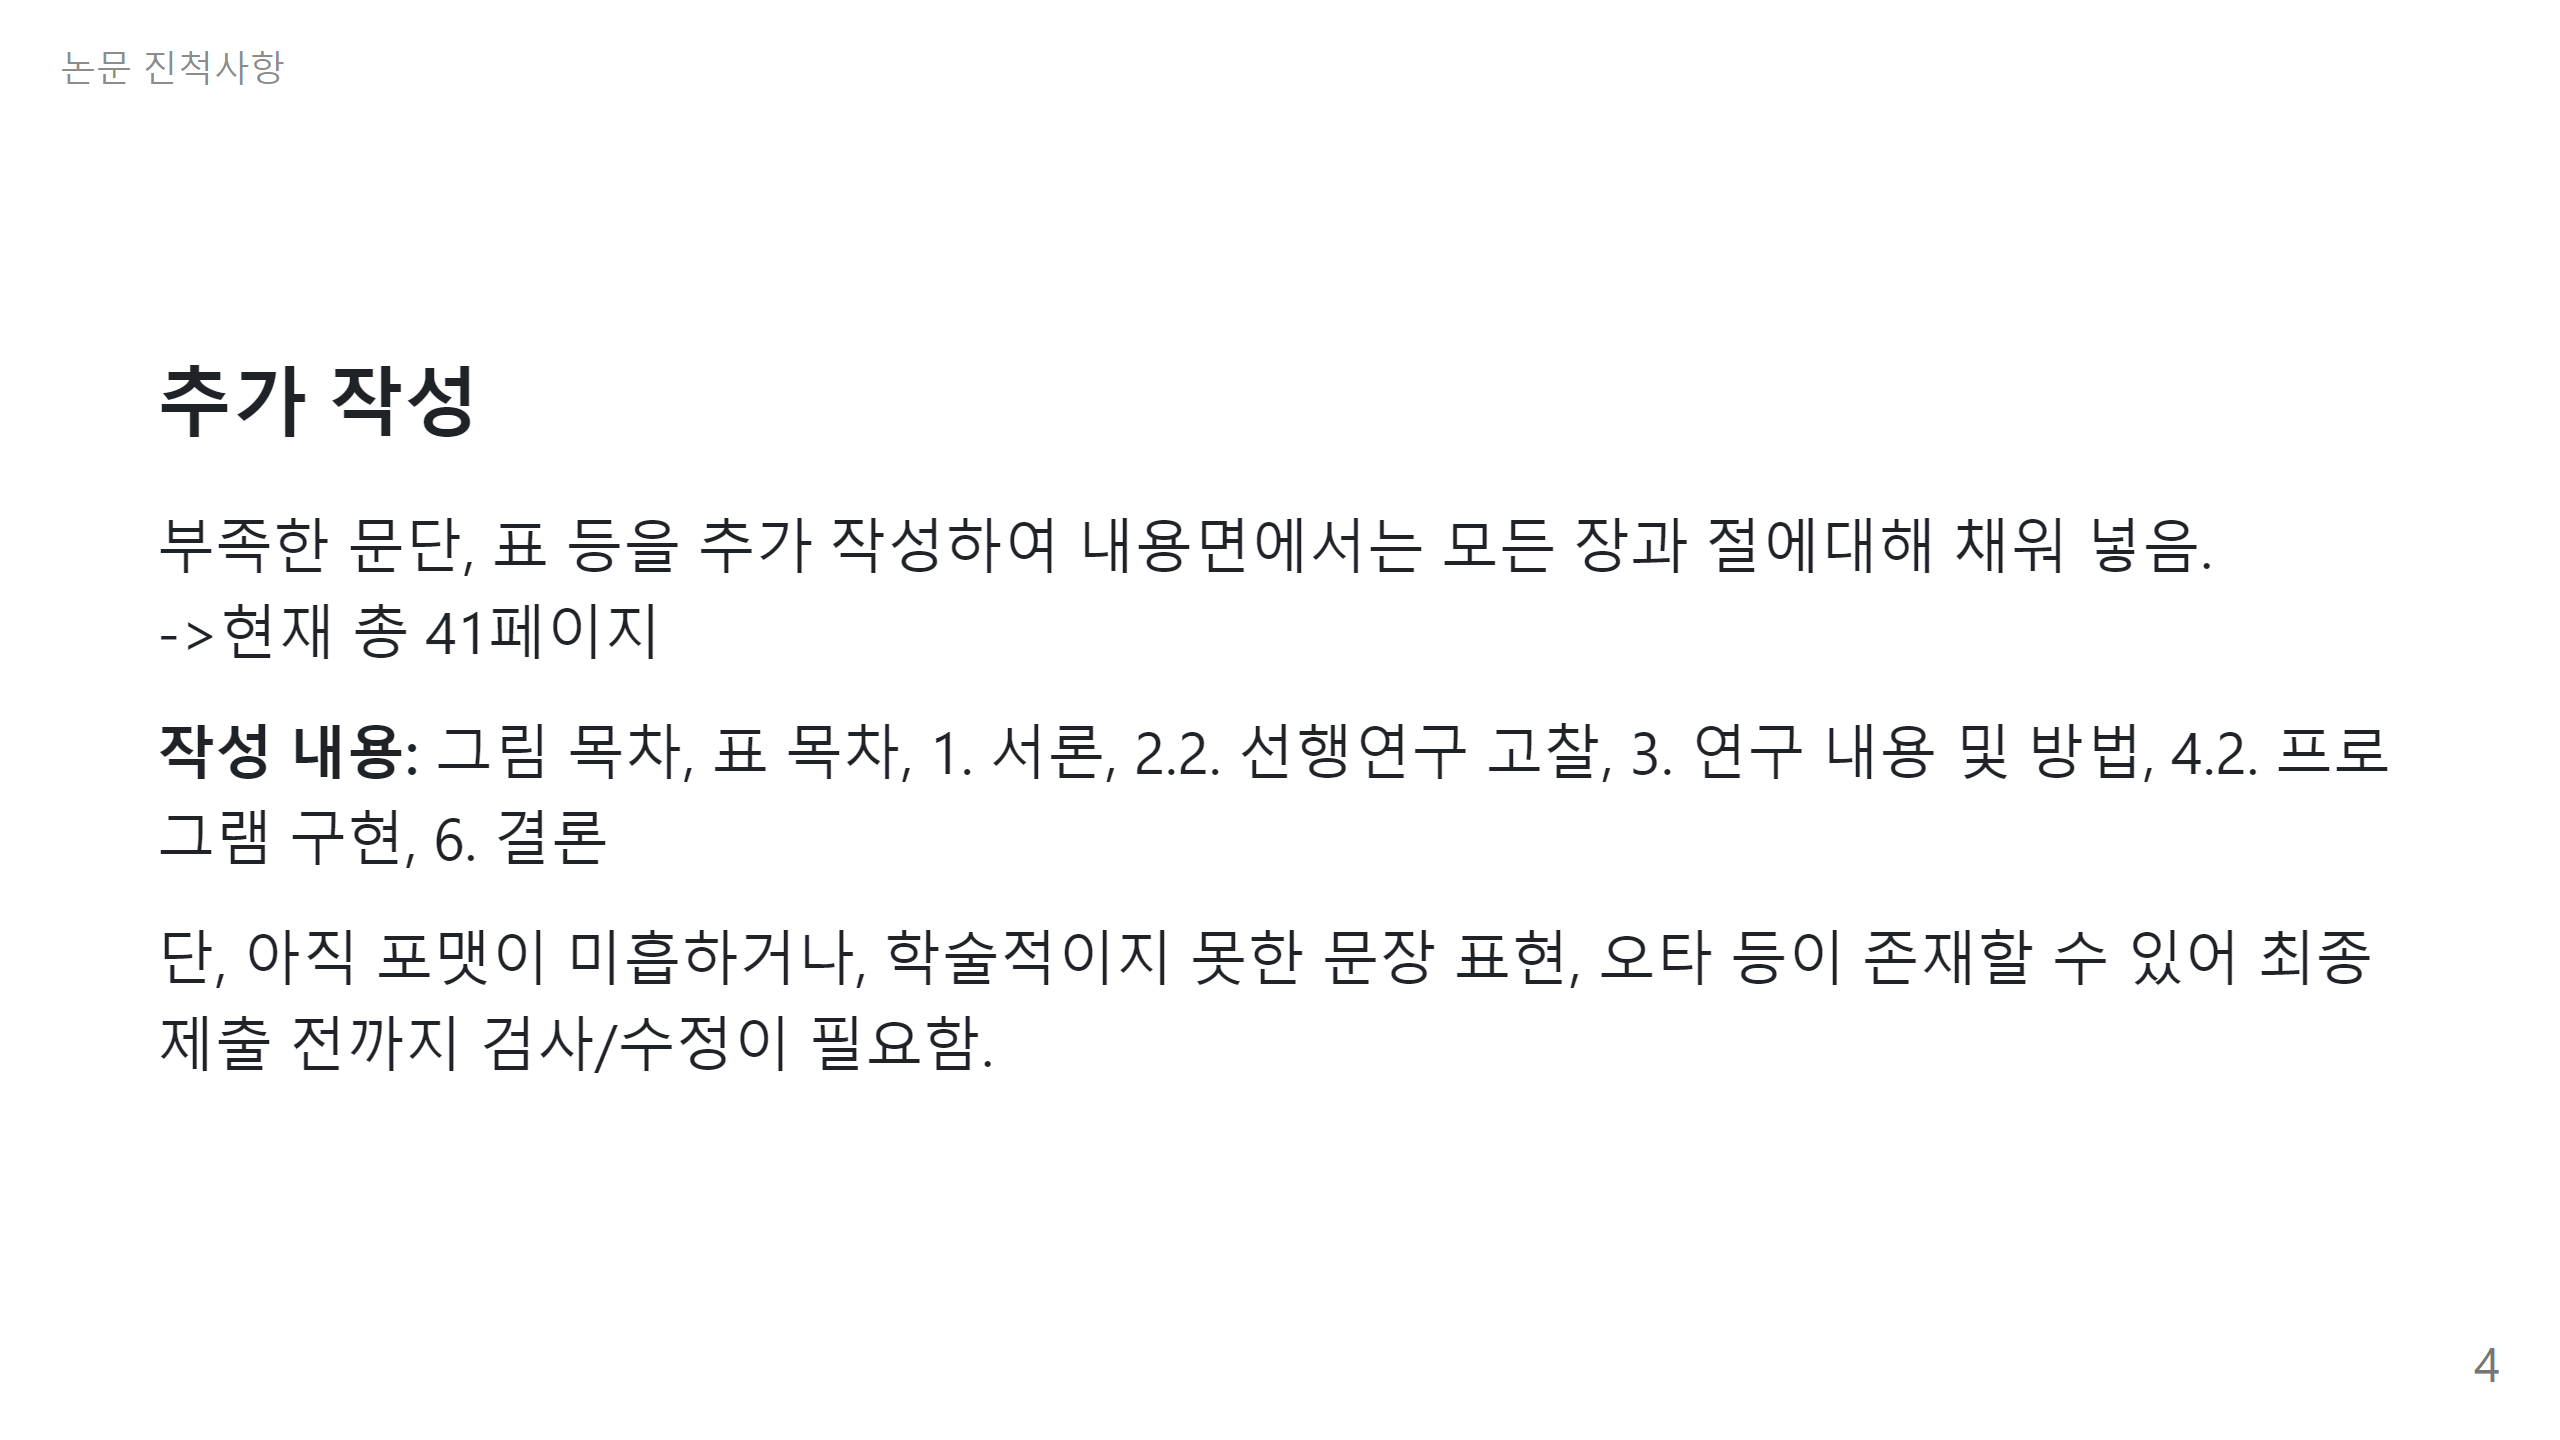 논문 진척사항
추가 작성
부족한 문단, 표 등을 추가 작성하여 내용면에서는 모든 장과 절에대해 채워 넣음.
->현재 총 41페이지
작성 내용: 그림 목차, 표 목차, 1. 서론, 2.2. 선행연구 고찰, 3. 연구 내용 및 방법, 4.2. 프로
그램 구현, 6. 결론
단, 아직 포맷이 미흡하거나, 학술적이지 못한 문장 표현, 오타 등이 존재할 수 있어 최종
제출 전까지 검사/수정이 필요함.
4